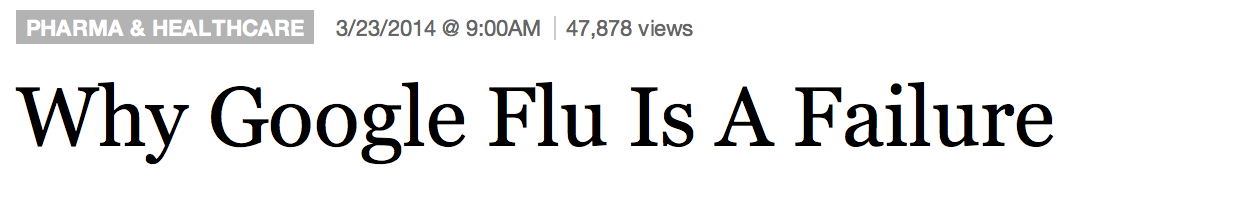 PHARMA & HEALTHCARE 3/23/2014 @ 9:00AM | 47,878 views
Why Google Flu Is A Failure